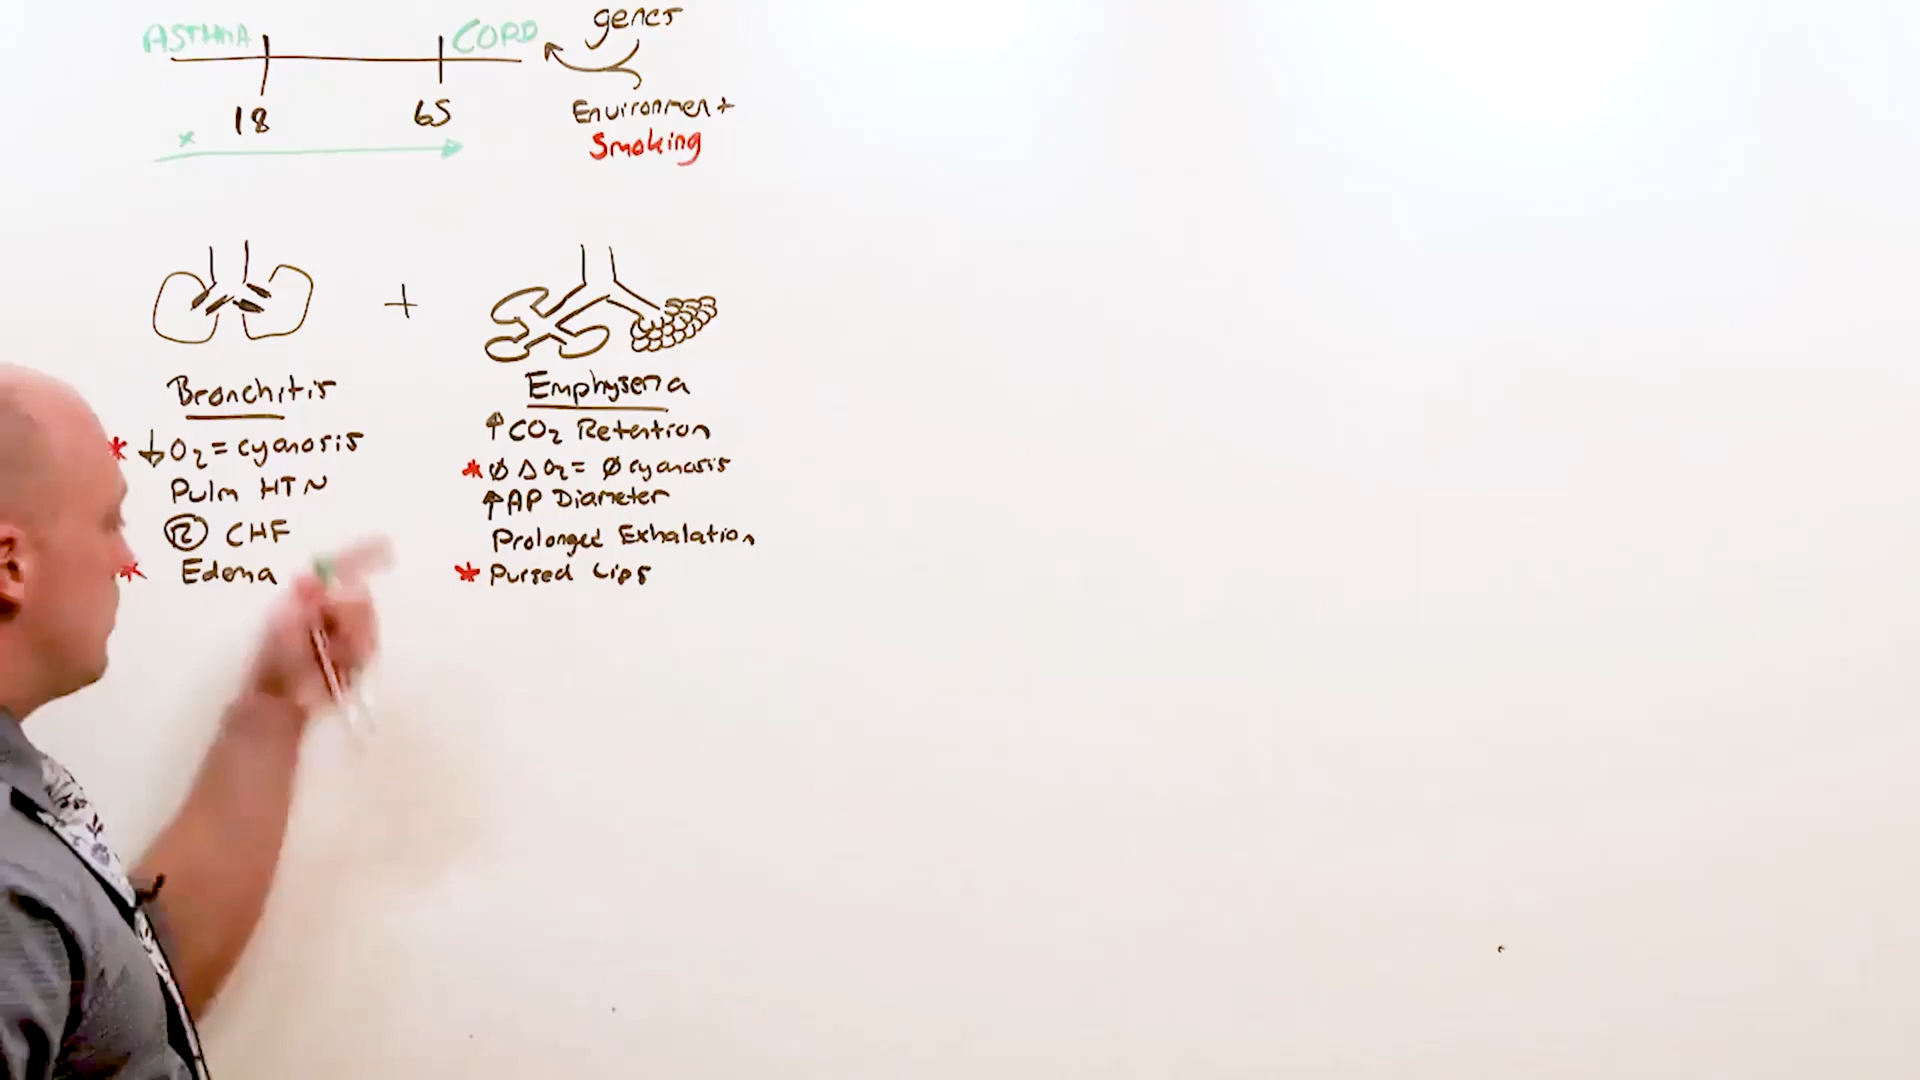 ASTHMA COPD genes
18 65 Environment
Smoking
+
Bronchitis
↓O₂ = cyanosis
Pulm HTN
Ⓡ CHF
Edema
Emphysema
↑CO₂ Retention
Ø Δ O₂ = Ø cyanosis
↑AP Diameter
Prolonged Exhalation
Pursed Lips